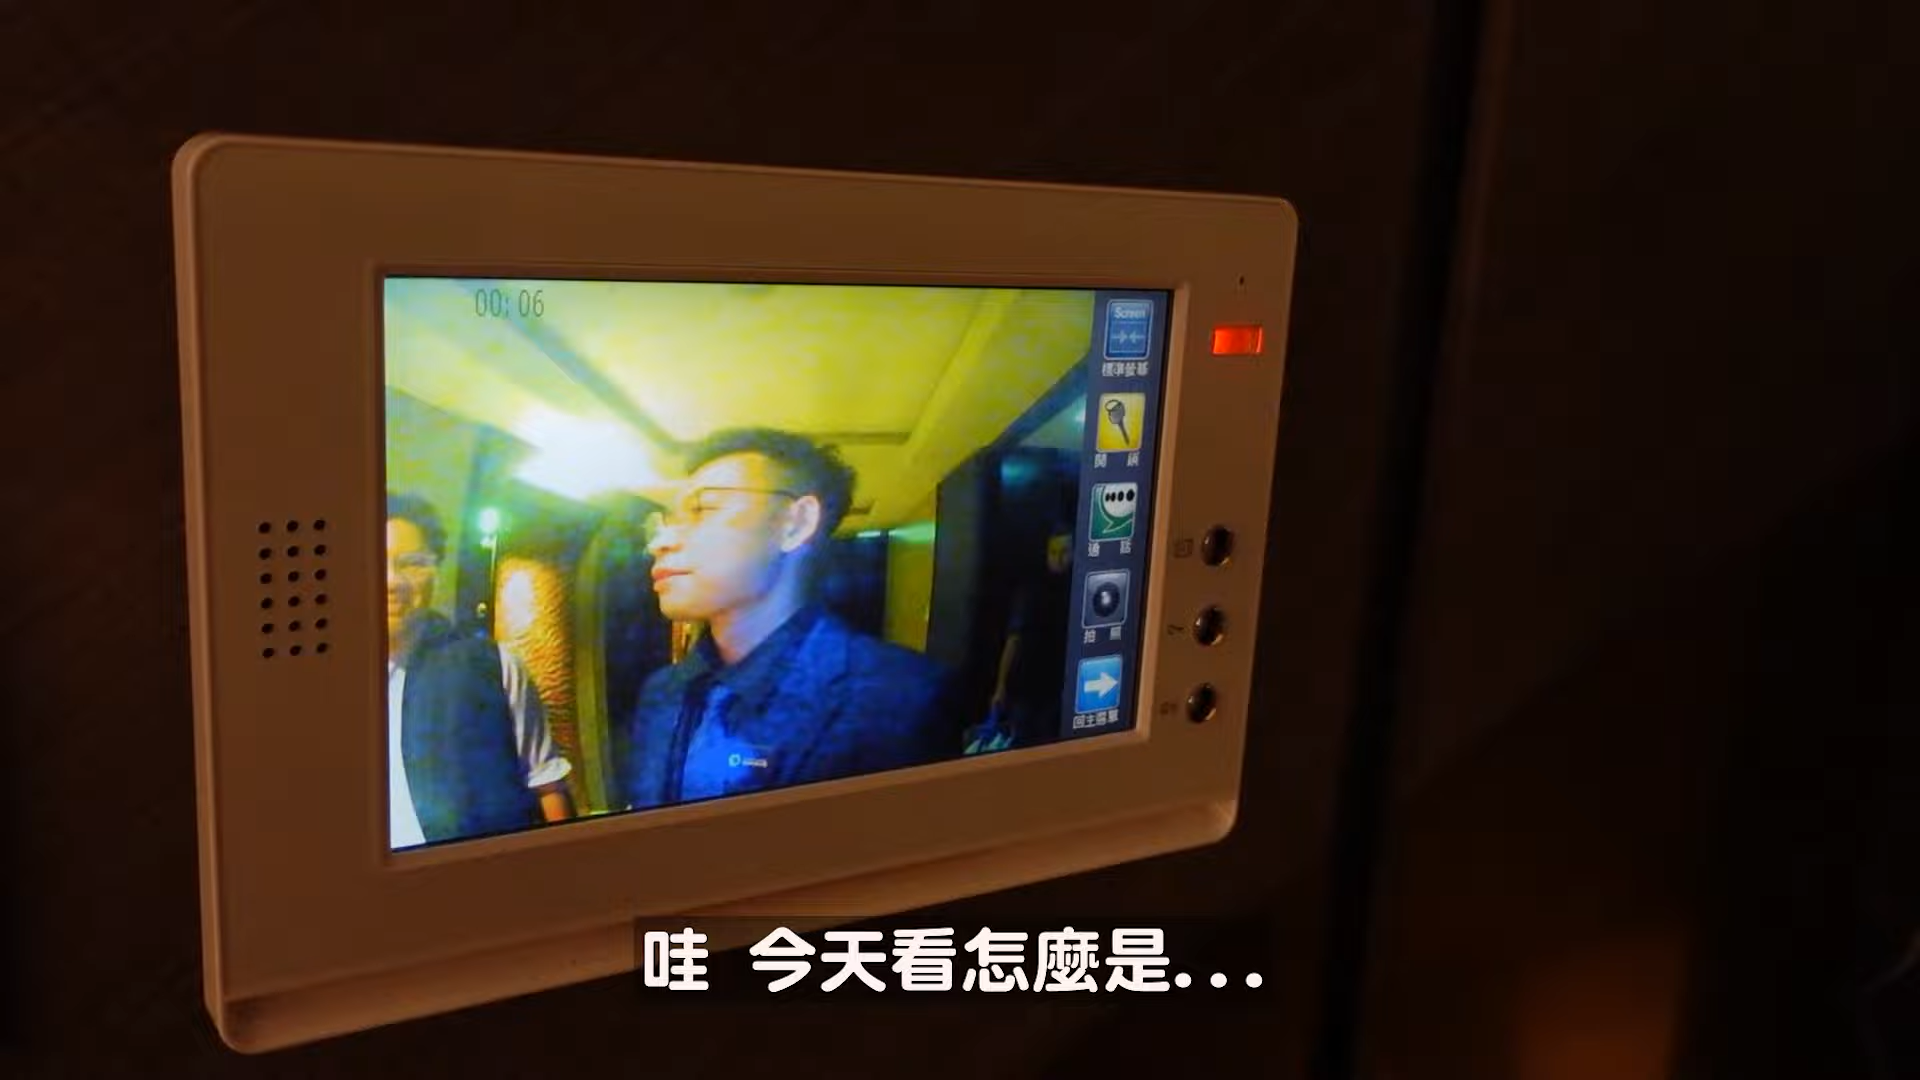 00:06
Screen
標準螢幕
開 鎖
通 話
拍 照
回主選單
哇 今天看怎麼是...